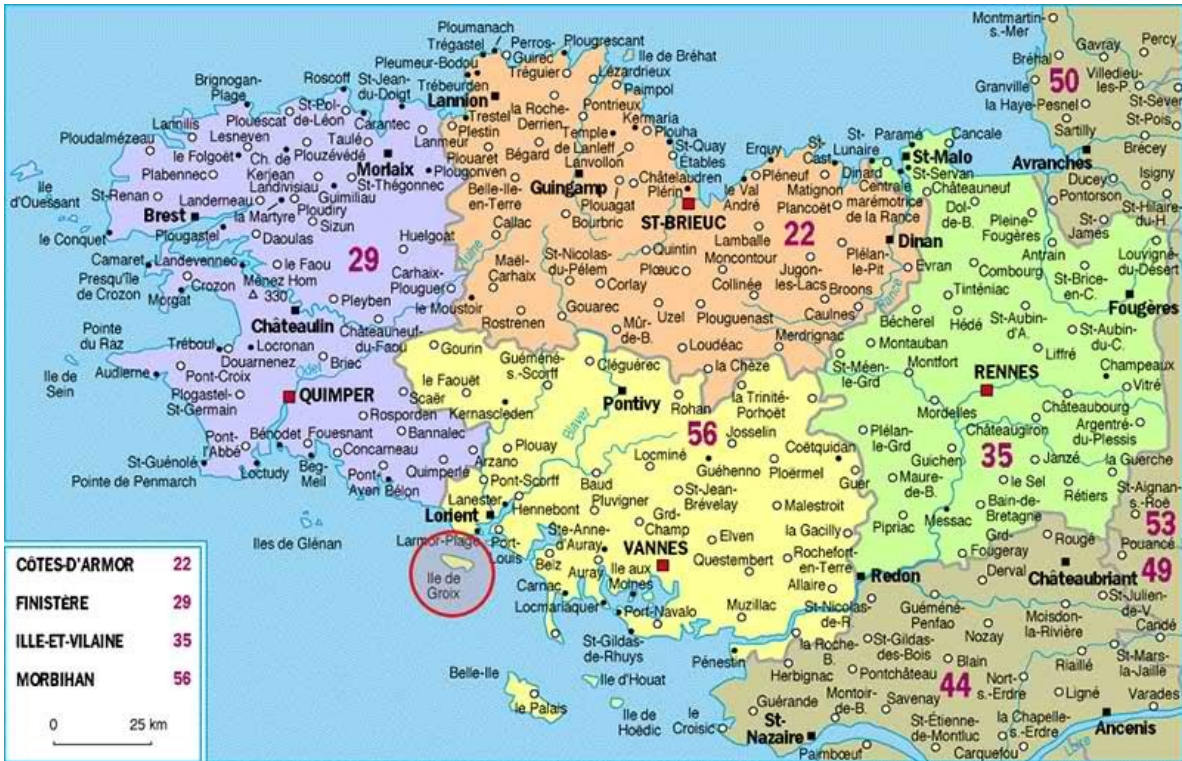 Ploumanach
Trégastel
Perros-
Guirec
Plougrescant
Ile de Bréhat
Pleumeur-Bodou
Tréguier
Lézardrieux
Trébeurden
Paimpol
Lannion
la Roche-
Derrien
Pontrieux
Trestel
Plestin
Kermaria
Temple
de Lanleff
Plouha
Lanvollon
St-Quay
Étables
Plouaret
Bégard
Châtelaudren
Plérin
Belle-Ile-
en-Terre
Guingamp
Plouagat
Bourbric
ST-BRIEUC
Callac
Erquy
Pléneuf
le Val
André
St-
Cast
Matignon
Plancoët
Lamballe
22
Moncontour
Quintin
Plœuc
St-Nicolas-
du-Pélem
Corlay
Maël-
Carhaix
Aulne
Collinée
Jugon-
les-Lacs
Plélan-
le-Pit
Dinan
Broons
Caulnes
Rance
Evran
Gouarec
Uzel
Plouguenast
Rostrenen
Mûr-
de-B.
Loudéac
Merdrignac
la Chèze
le Moustoir
Brignogan-
Plage
Roscoff
St-Jean-
du-Doigt
Plouescat
St-Pol-
de-Léon
Carantec
Lannilis
Lesneven
Taulé
Lanmeur
Ploudalmézeau
le Folgoët
Ch. de
Kerjean
Plouzévédé
Morlaix
Plougonven
Plabennec
Landivisiau
St-Thégonnec
Guimiliau
St-Renan
Landerneau
la Martyre
Ploudiry
Sizun
Ile
d'Ouessant
Brest
le Conquet
Plougastel
Daoulas
Huelgoat
Camaret
Landevennec
le Faou
29
Presqu'île
de Crozon
Crozon
Morgat
Ménez Hom
330
Carhaix-
Plouguer
Pleyben
Châteaulin
Châteauneuf-
du-Faou
Pointe
du Raz
Tréboul
Locronan
Douarnenez
Briec
Ile de
Sein
Audierne
Pont-Croix
Odet
Plogastel-
St-Germain
QUIMPER
Rosporden
Scaër
Bannalec
Pont-
l'Abbé
Bénodet
Fouesnant
Concarneau
St-Guénolé
Pointe de Penmarch
Loctudy
Beg-
Meil
Pont-
Aven
Bélon
Quimperlé
Arzano
Iles de Glénan
Gourin
Guéméné-
s.-Scorff
Cléguérec
le Faouët
Kernascleden
Pontivy
Rohan
la Trinité-
Porhoët
56
Josselin
Blavet
Plouay
Locminé
Coëtquidan
Guéhenno
Ploërmel
Guer
Pont-Scorff
Baud
Pluvigner
St-Jean-
Brévelay
Malestroit
Lanester
Hennebont
Lorient
Grd-
Champ
Elven
la Gacilly
Larmor-Plage
Port-
Louis
Ste-Anne-
d'Auray
VANNES
Questembert
Rochefort-
en-Terre
Belz
Auray
Ile aux
Moines
Allaire
Ile de
Groix
Carnac
Locmariaquer
Port-Navalo
Muzillac
St-Gildas-
de-Rhuys
Pénestin
Belle-Ile
le Palais
Ile d'Houat
Ile de
Hoëdic
St-
Lunaire
Paramé
Cancale
Dinard
St-Malo
St-Servan
Centrale
marémotrice
de la Rance
Châteauneuf
Dol-
de-B.
Pleine-
Fougères
Antrain
Louvigné-
du-Désert
Combourg
St-Brice-
en-C.
Tinténiac
Fougères
Bécherel
Hédé
St-Aubin-
d'A.
St-Aubin-
du-C.
Montauban
Liffré
St-Méen-
le-Grd
Montfort
Champeaux
RENNES
Vitré
Mordelles
Châteaubourg
Châteaugiron
Argentré-
du-Plessis
Plélan-
le-Grd
Guichen
35
Janzé
la Guerche
Maure-
de-B.
le Sel
Rétiers
Messac
Bain-de-
Bretagne
Pipriac
Grd-
Fougeray
Redon
Montmartin-
s.-Mer
Bréhal
Gavray
Percy
50
Granville
Villedieu-
les-P.
la Haye-Pesnel
St-Sever
St-Pois
Sartilly
Brécey
Avranches
Ducey
Isigny
Pontorson
St-Hilaire-
du-H.
St-
James
St-Aignan-
s.-Roë
53
Pouancé
49
Rougé
Derval
Châteaubriant
St-Julien-
de-V.
St-Nicolas-
de-R.
Guéméné-
Penfao
Moisdon-
la-Rivière
Candé
Nozay
la Roche-
B.
St-Gildas-
des-Bois
St-Mars-
la-Jaille
Herbignac
Blain
Riaillé
Pontchâteau
44
Nort-
s.-Erdre
Guérande
Montoir-
de-B.
Savenay
Ligné
Varades
le
Croisic
St-
Nazaire
St-Étienne-
de-Montluc
la Chapelle-
s.-Erdre
Ancenis
Paimbœuf
Carquefou
Loire
CÔTES-D'ARMOR 22
FINISTÈRE 29
ILLE-ET-VILAINE 35
MORBIHAN 56
0 25 km